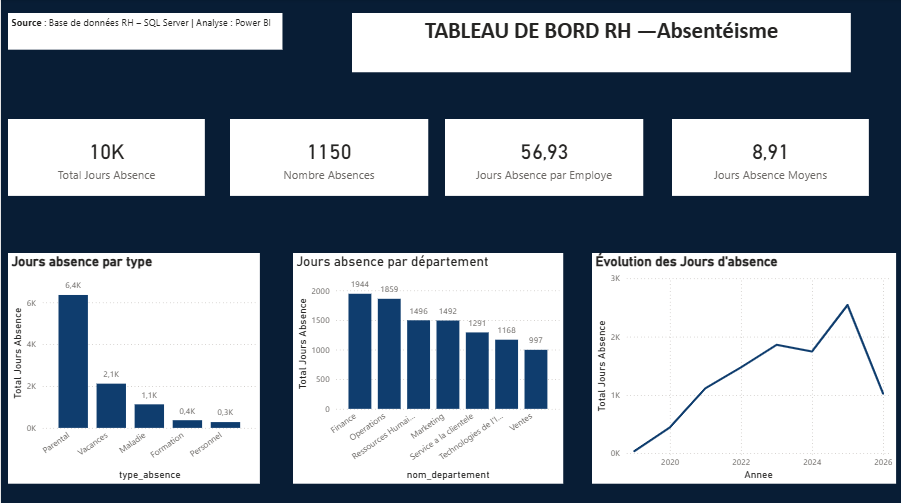 Source : Base de données RH – SQL Server | Analyse : Power BI
TABLEAU DE BORD RH —Absentéisme
10K
Total Jours Absence
1150
Nombre Absences
56,93
Jours Absence par Employe
8,91
Jours Absence Moyens
Jours absence par type
Total Jours Absence
6K
4K
2K
0K
6,4K
2,1K
1,1K
0,4K
0,3K
Parental
Vacances
Maladie
Formation
Personnel
type_absence
Jours absence par département
Total Jours Absence
2000
1500
1000
500
0
1944
1859
1496
1492
1291
1168
997
Finance
Operations
Ressources Humai...
Marketing
Service a la clientele
Technologies de l'i...
Ventes
nom_departement
Évolution des Jours d'absence
Total Jours Absence
3K
2K
1K
0K
2020
2022
2024
2026
Annee